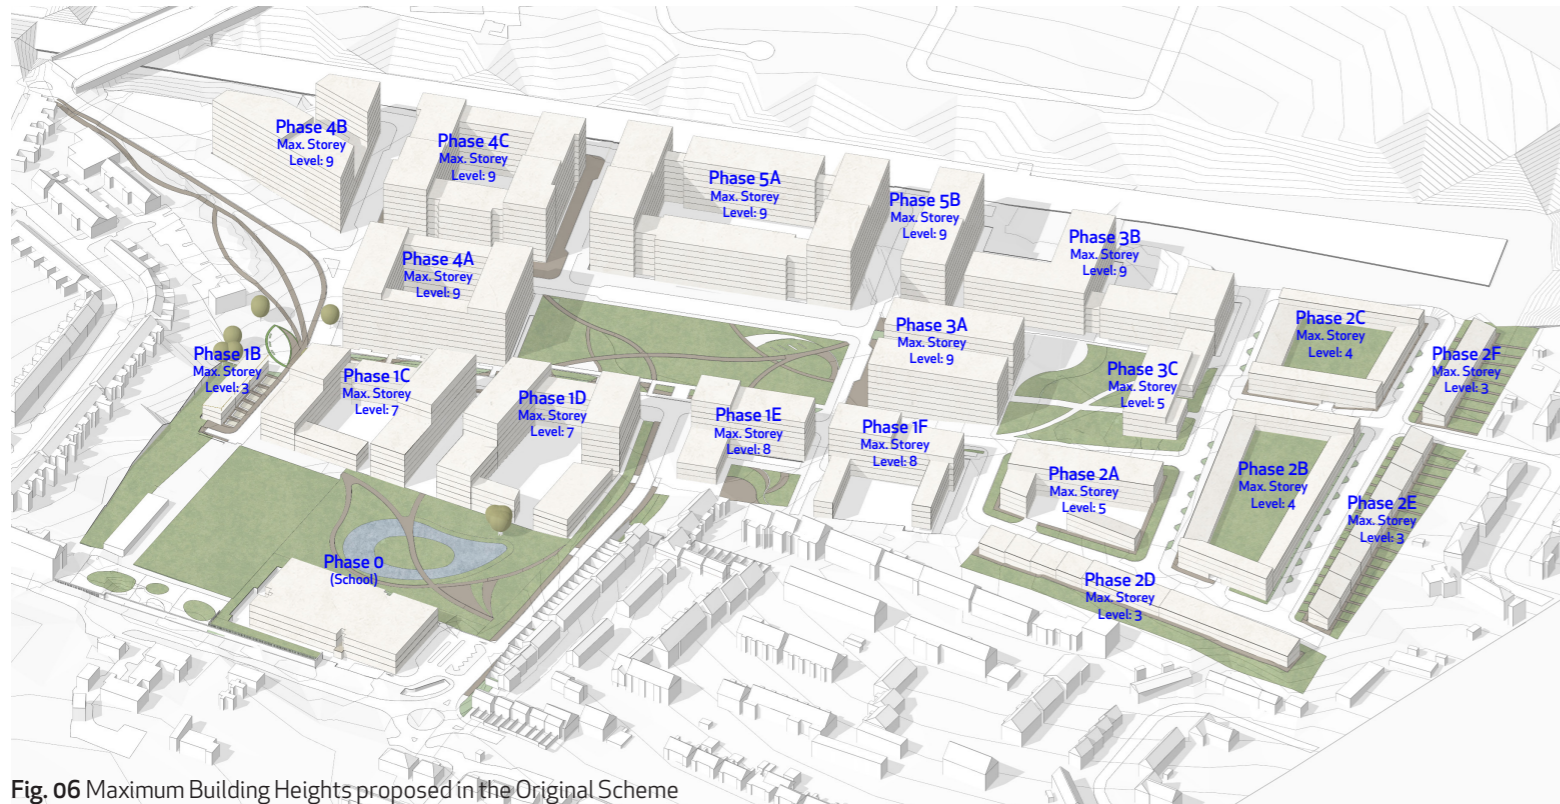 Phase 4B
Max. Storey
Level: 9
Phase 4C
Max. Storey
Level: 9
Phase 5A
Max. Storey
Level: 9
Phase 5B
Max. Storey
Level: 9
Phase 3B
Max. Storey
Level: 9
Phase 4A
Max. Storey
Level: 9
Phase 3A
Max. Storey
Level: 9
Phase 2C
Max. Storey
Level: 4
Phase 2F
Max. Storey
Level: 3
Phase 1B
Max. Storey
Level: 3
Phase 1C
Max. Storey
Level: 7
Phase 3C
Max. Storey
Level: 5
Phase 1D
Max. Storey
Level: 7
Phase 1E
Max. Storey
Level: 8
Phase 1F
Max. Storey
Level: 8
Phase 2A
Max. Storey
Level: 5
Phase 2B
Max. Storey
Level: 4
Phase 2E
Max. Storey
Level: 3
Phase 0
(School)
Phase 2D
Max. Storey
Level: 3
Fig. 06 Maximum Building Heights proposed in the Original Scheme